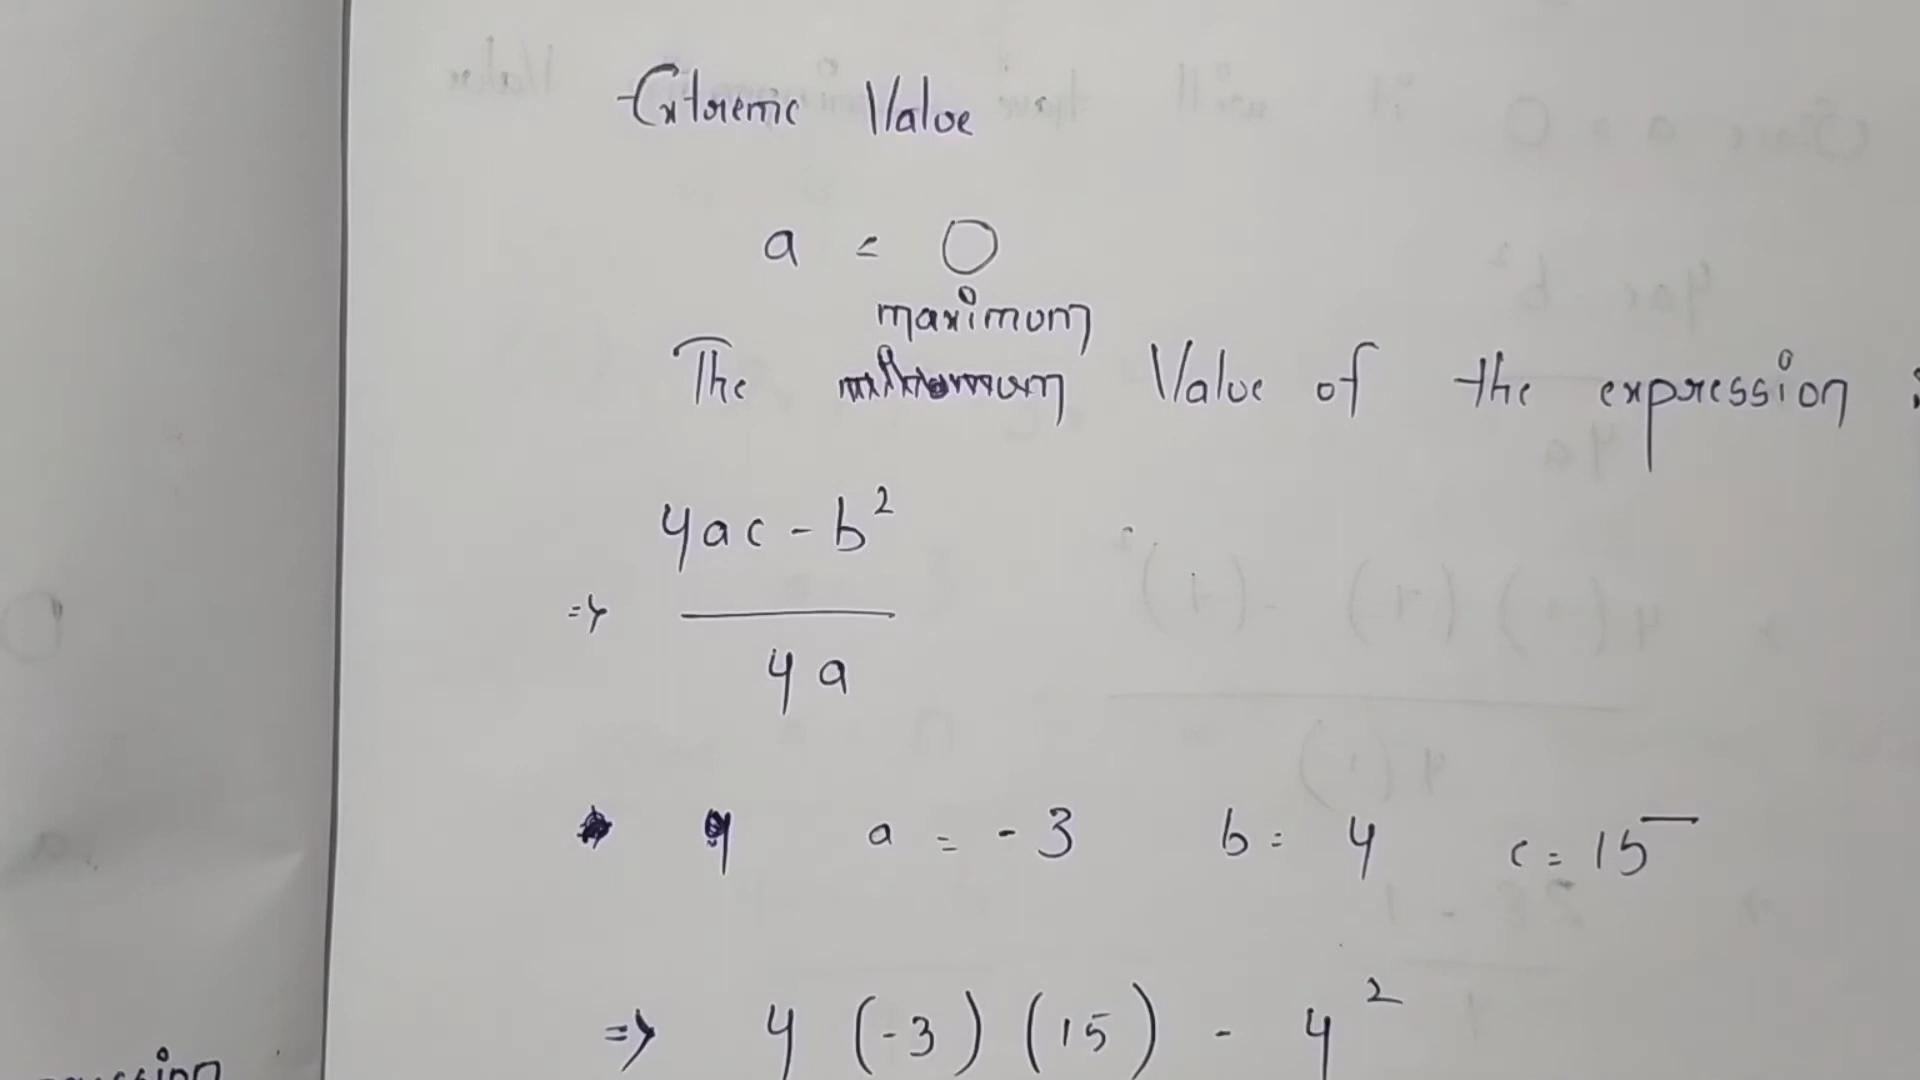 Extreme Value
a = 0
maximum
The Value of the expression
4ac - b²
⇒
4a
a = -3 b = 4 c = 15
⇒ 4 (-3) (15) - 4²